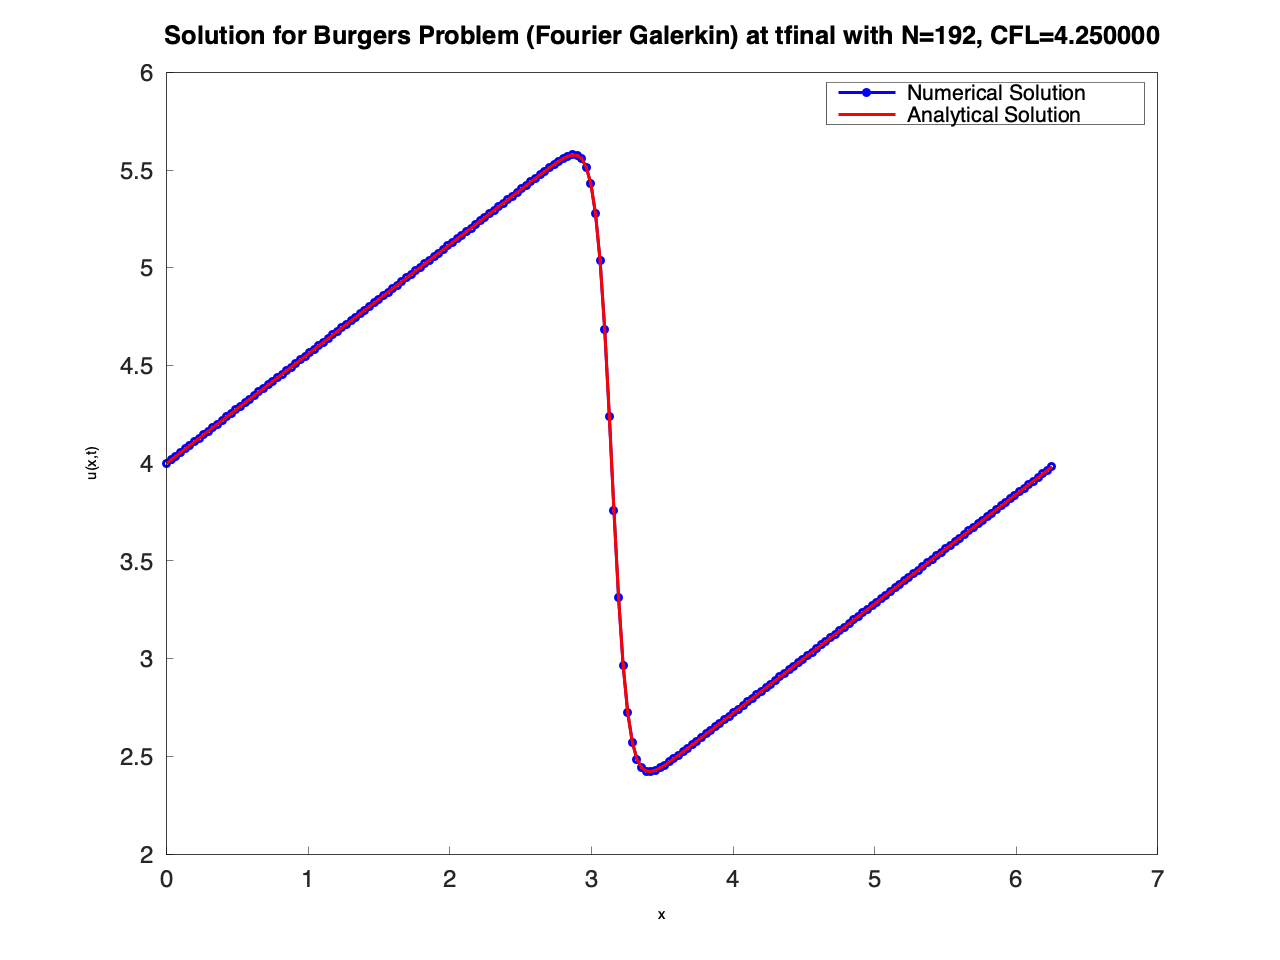 Solution for Burgers Problem (Fourier Galerkin) at tfinal with N=192, CFL=4.250000
6
Numerical Solution
Analytical Solution
5.5
5
4.5
4
u(x,t)
3.5
3
2.5
2
0 1 2 3 4 5 6 7
x